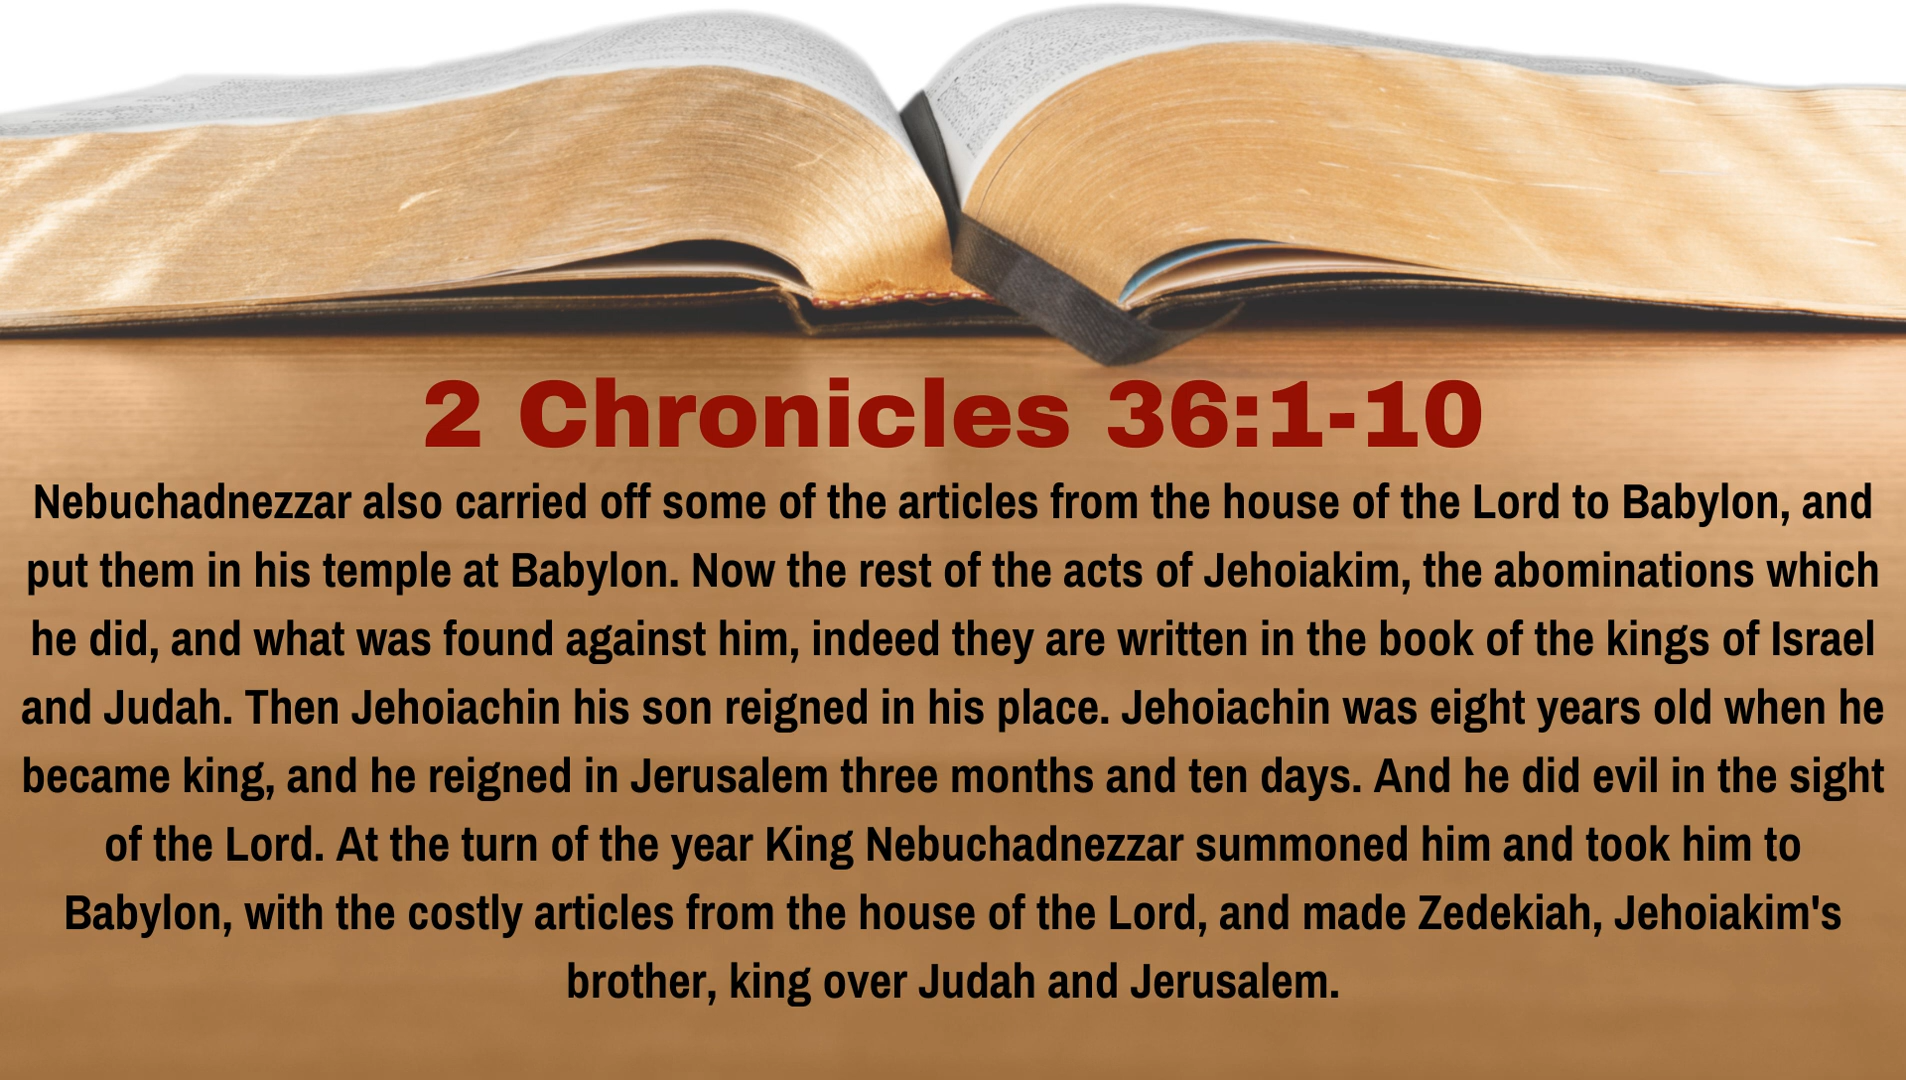 2 Chronicles 36:1-10
Nebuchadnezzar also carried off some of the articles from the house of the Lord to Babylon, and
put them in his temple at Babylon. Now the rest of the acts of Jehoiakim, the abominations which
he did, and what was found against him, indeed they are written in the book of the kings of Israel
and Judah. Then Jehoiachin his son reigned in his place. Jehoiachin was eight years old when he
became king, and he reigned in Jerusalem three months and ten days. And he did evil in the sight
of the Lord. At the turn of the year King Nebuchadnezzar summoned him and took him to
Babylon, with the costly articles from the house of the Lord, and made Zedekiah, Jehoiakim's
brother, king over Judah and Jerusalem.